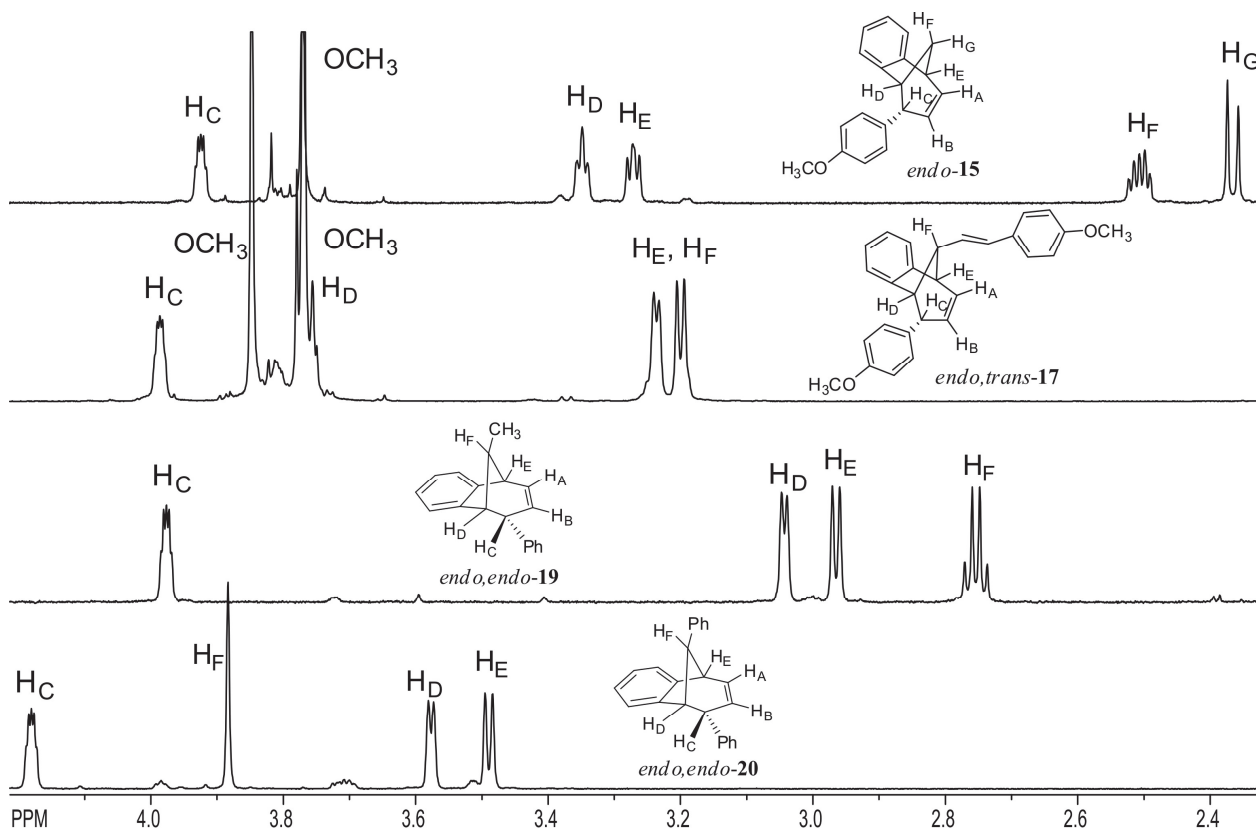 OCH₃
H_C
H_D
H_E
H_F
H_G
H_F
H_G
H_E
H_D
H_C
H_A
H_B
H₃CO
endo-15
OCH₃
OCH₃
H_C
H_D
H_E, H_F
H_F
OCH₃
H_E
H_D
H_C
H_A
H_B
H₃CO
endo,trans-17
H_C
H_D
H_E
H_F
H_F
CH₃
H_E
H_A
H_B
H_D
H_C
Ph
endo,endo-19
H_C
H_F
H_D
H_E
H_F
Ph
H_E
H_A
H_B
H_D
H_C
Ph
endo,endo-20
PPM 4.0 3.8 3.6 3.4 3.2 3.0 2.8 2.6 2.4